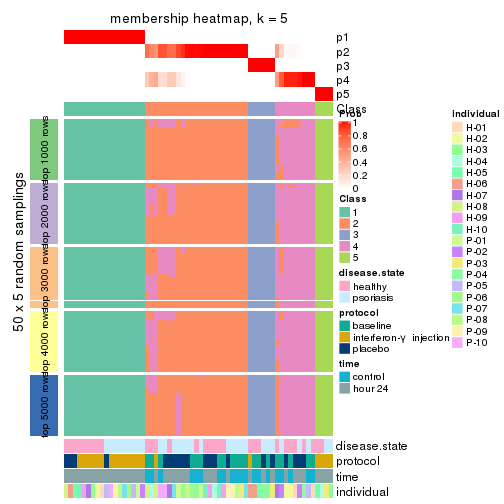 membership heatmap, k = 5
p1
p2
p3
p4
p5
Class
50 x 5 random samplings
top 1000 rows
top 2000 rows
top 3000 rows
top 4000 rows
top 5000 rows
disease.state
protocol
time
individual
Prob
1
0.8
0.6
0.4
0.2
0
Class
1
2
3
4
5
disease.state
healthy
psoriasis
protocol
baseline
interferon-γ injection
placebo
time
control
hour 24
individual
H-01
H-02
H-03
H-04
H-05
H-06
H-07
H-08
H-09
H-10
P-01
P-02
P-03
P-04
P-05
P-06
P-07
P-08
P-09
P-10